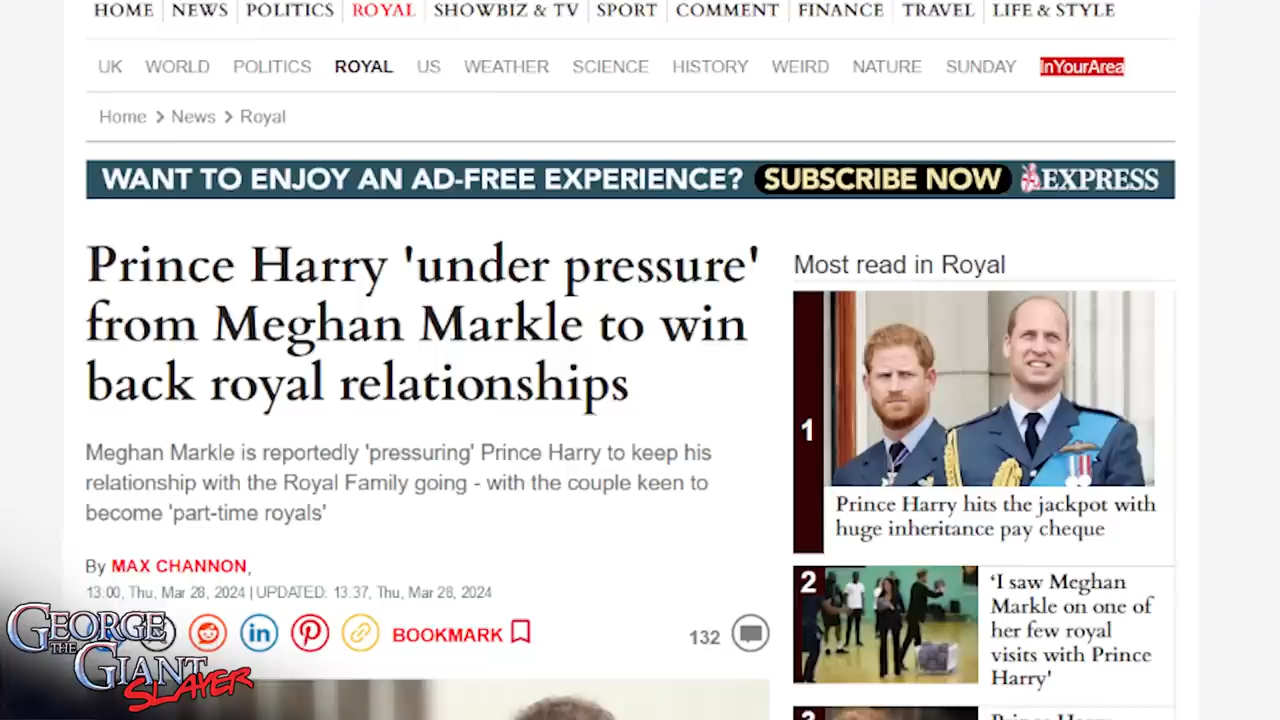 HOME NEWS POLITICS ROYAL SHOWBIZ & TV SPORT COMMENT FINANCE TRAVEL LIFE & STYLE
UK WORLD POLITICS ROYAL US WEATHER SCIENCE HISTORY WEIRD NATURE SUNDAY InYourArea
Home > News > Royal
WANT TO ENJOY AN AD-FREE EXPERIENCE? SUBSCRIBE NOW EXPRESS
Prince Harry 'under pressure'
from Meghan Markle to win
back royal relationships
Meghan Markle is reportedly 'pressuring' Prince Harry to keep his
relationship with the Royal Family going - with the couple keen to
become 'part-time royals'
By MAX CHANNON,
13:00, Thu, Mar 28, 2024 | UPDATED: 13:37, Thu, Mar 28, 2024
in
BOOKMARK
132
GEORGE
THE
GIANT
SLAYER
Most read in Royal
1
Prince Harry hits the jackpot with
huge inheritance pay cheque
2
'I saw Meghan
Markle on one of
her few royal
visits with Prince
Harry'
3
Prince Harry